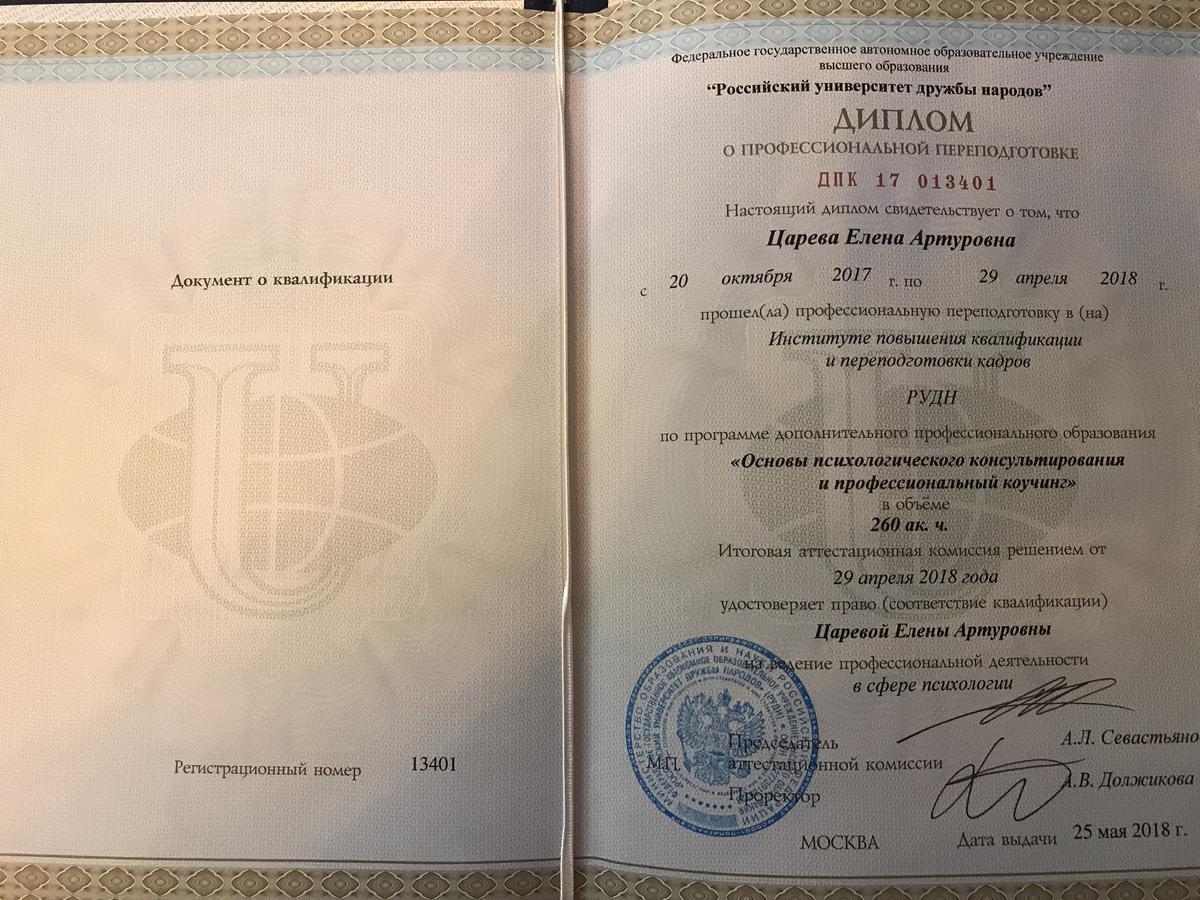 Документ о квалификации
Регистрационный номер 13401
Федеральное государственное автономное образовательное учреждение
высшего образования
“Российский университет дружбы народов”
ДИПЛОМ
О ПРОФЕССИОНАЛЬНОЙ ПЕРЕПОДГОТОВКЕ
ДПК 17 013401
Настоящий диплом свидетельствует о том, что
Царева Елена Артуровна
с 20 октября 2017 г. по 29 апреля 2018 г.
прошел(ла) профессиональную переподготовку в (на)
Институте повышения квалификации
и переподготовки кадров
РУДН
по программе дополнительного профессионального образования
«Основы психологического консультирования
и профессиональный коучинг»
в объёме
260 ак. ч.
Итоговая аттестационная комиссия решением от
29 апреля 2018 года
удостоверяет право (соответствие квалификации)
Царевой Елены Артуровны
на ведение профессиональной деятельности
в сфере психологии
Председатель
М.П. аттестационной комиссии
А.Л. Севастьяно
Проректор
А.В. Должикова
МОСКВА Дата выдачи 25 мая 2018 г.